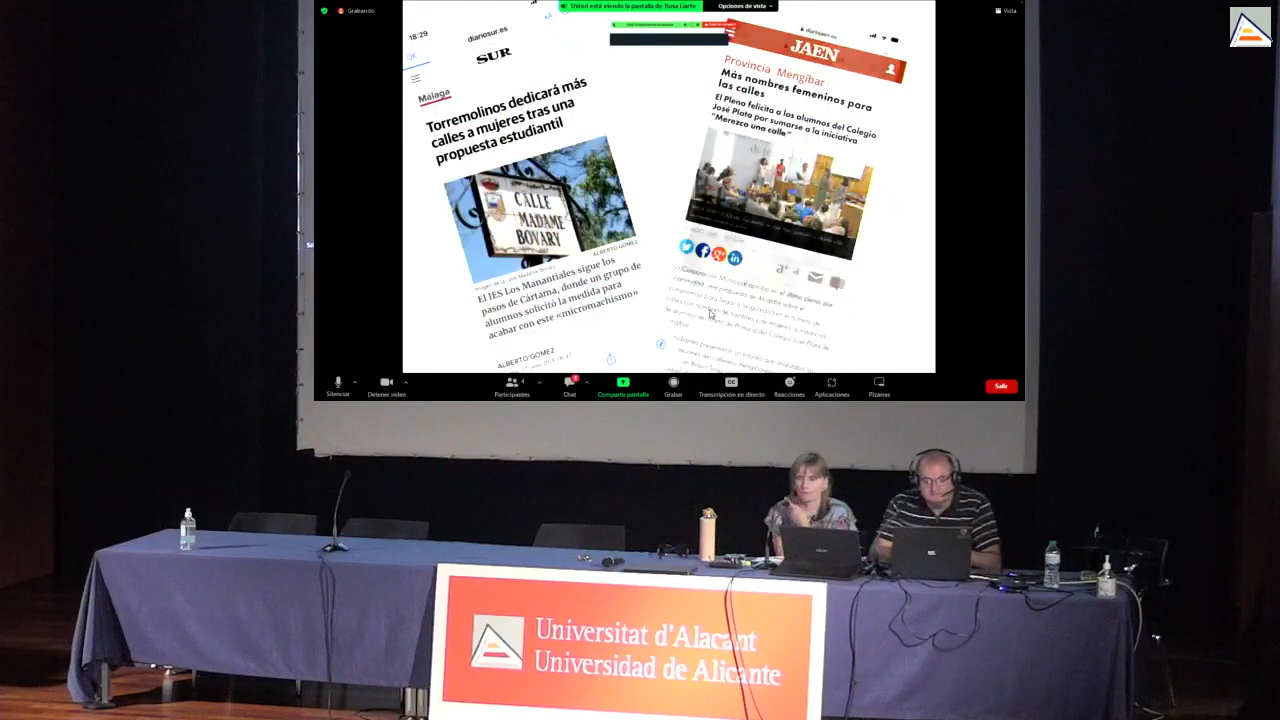 Grabando
Usted está viendo la pantalla de Rosa Liarte
Opciones de vista
Vista
18:29
diariosur.es
SUR
Málaga
Torremolinos dedicará más
calles a mujeres tras una
propuesta estudiantil
CALLE
MADAME
BOVARY
ALBERTO GÓMEZ
El IES Los Manantiales sigue los
pasos de Cártama, donde un grupo de
alumnos solicitó la medida para
acabar con este «micromachismo»
ALBERTO GÓMEZ
diariojaen.es
JAEN
Provincia Mengíbar
Más nombres femeninos para
las calles
El Pleno felicita a los alumnos del Colegio
José Plata por sumarse a la iniciativa
"Merezco una calle"
Silenciar
Detener vídeo
Participantes
4
Chat
Compartir pantalla
Grabar
Transcripción en directo
Reacciones
Aplicaciones
Pizarras
Salir
Universitat d'Alacant
Universidad de Alicante